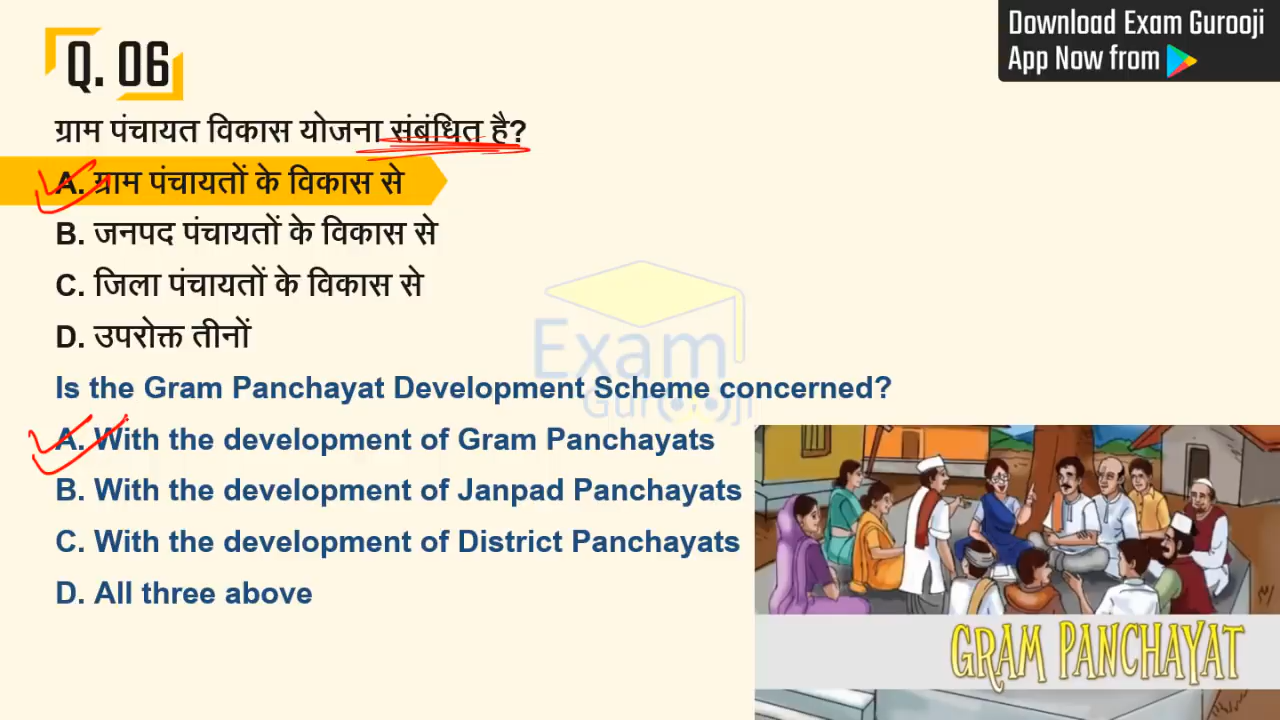 Download Exam Gurooji
App Now from
Q. 06
ग्राम पंचायत विकास योजना संबंधित है?
A. ग्राम पंचायतों के विकास से
B. जनपद पंचायतों के विकास से
C. जिला पंचायतों के विकास से
D. उपरोक्त तीनों
Exam
Gurooji
Is the Gram Panchayat Development Scheme concerned?
A. With the development of Gram Panchayats
B. With the development of Janpad Panchayats
C. With the development of District Panchayats
D. All three above
GRAM PANCHAYAT